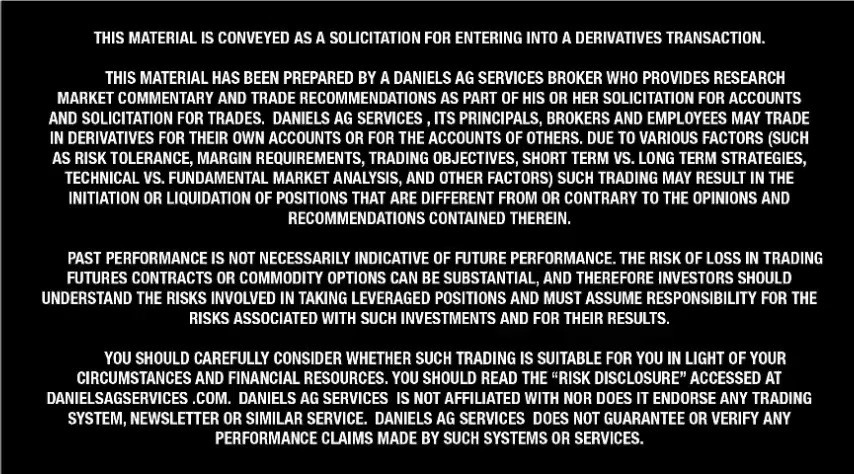 THIS MATERIAL IS CONVEYED AS A SOLICITATION FOR ENTERING INTO A DERIVATIVES TRANSACTION.
THIS MATERIAL HAS BEEN PREPARED BY A DANIELS AG SERVICES BROKER WHO PROVIDES RESEARCH
MARKET COMMENTARY AND TRADE RECOMMENDATIONS AS PART OF HIS OR HER SOLICITATION FOR ACCOUNTS
AND SOLICITATION FOR TRADES. DANIELS AG SERVICES , ITS PRINCIPALS, BROKERS AND EMPLOYEES MAY TRADE
IN DERIVATIVES FOR THEIR OWN ACCOUNTS OR FOR THE ACCOUNTS OF OTHERS. DUE TO VARIOUS FACTORS (SUCH
AS RISK TOLERANCE, MARGIN REQUIREMENTS, TRADING OBJECTIVES, SHORT TERM VS. LONG TERM STRATEGIES,
TECHNICAL VS. FUNDAMENTAL MARKET ANALYSIS, AND OTHER FACTORS) SUCH TRADING MAY RESULT IN THE
INITIATION OR LIQUIDATION OF POSITIONS THAT ARE DIFFERENT FROM OR CONTRARY TO THE OPINIONS AND
RECOMMENDATIONS CONTAINED THEREIN.
PAST PERFORMANCE IS NOT NECESSARILY INDICATIVE OF FUTURE PERFORMANCE. THE RISK OF LOSS IN TRADING
FUTURES CONTRACTS OR COMMODITY OPTIONS CAN BE SUBSTANTIAL, AND THEREFORE INVESTORS SHOULD
UNDERSTAND THE RISKS INVOLVED IN TAKING LEVERAGED POSITIONS AND MUST ASSUME RESPONSIBILITY FOR THE
RISKS ASSOCIATED WITH SUCH INVESTMENTS AND FOR THEIR RESULTS.
YOU SHOULD CAREFULLY CONSIDER WHETHER SUCH TRADING IS SUITABLE FOR YOU IN LIGHT OF YOUR
CIRCUMSTANCES AND FINANCIAL RESOURCES. YOU SHOULD READ THE “RISK DISCLOSURE” ACCESSED AT
DANIELSAGSERVICES .COM. DANIELS AG SERVICES IS NOT AFFILIATED WITH NOR DOES IT ENDORSE ANY TRADING
SYSTEM, NEWSLETTER OR SIMILAR SERVICE. DANIELS AG SERVICES DOES NOT GUARANTEE OR VERIFY ANY
PERFORMANCE CLAIMS MADE BY SUCH SYSTEMS OR SERVICES.